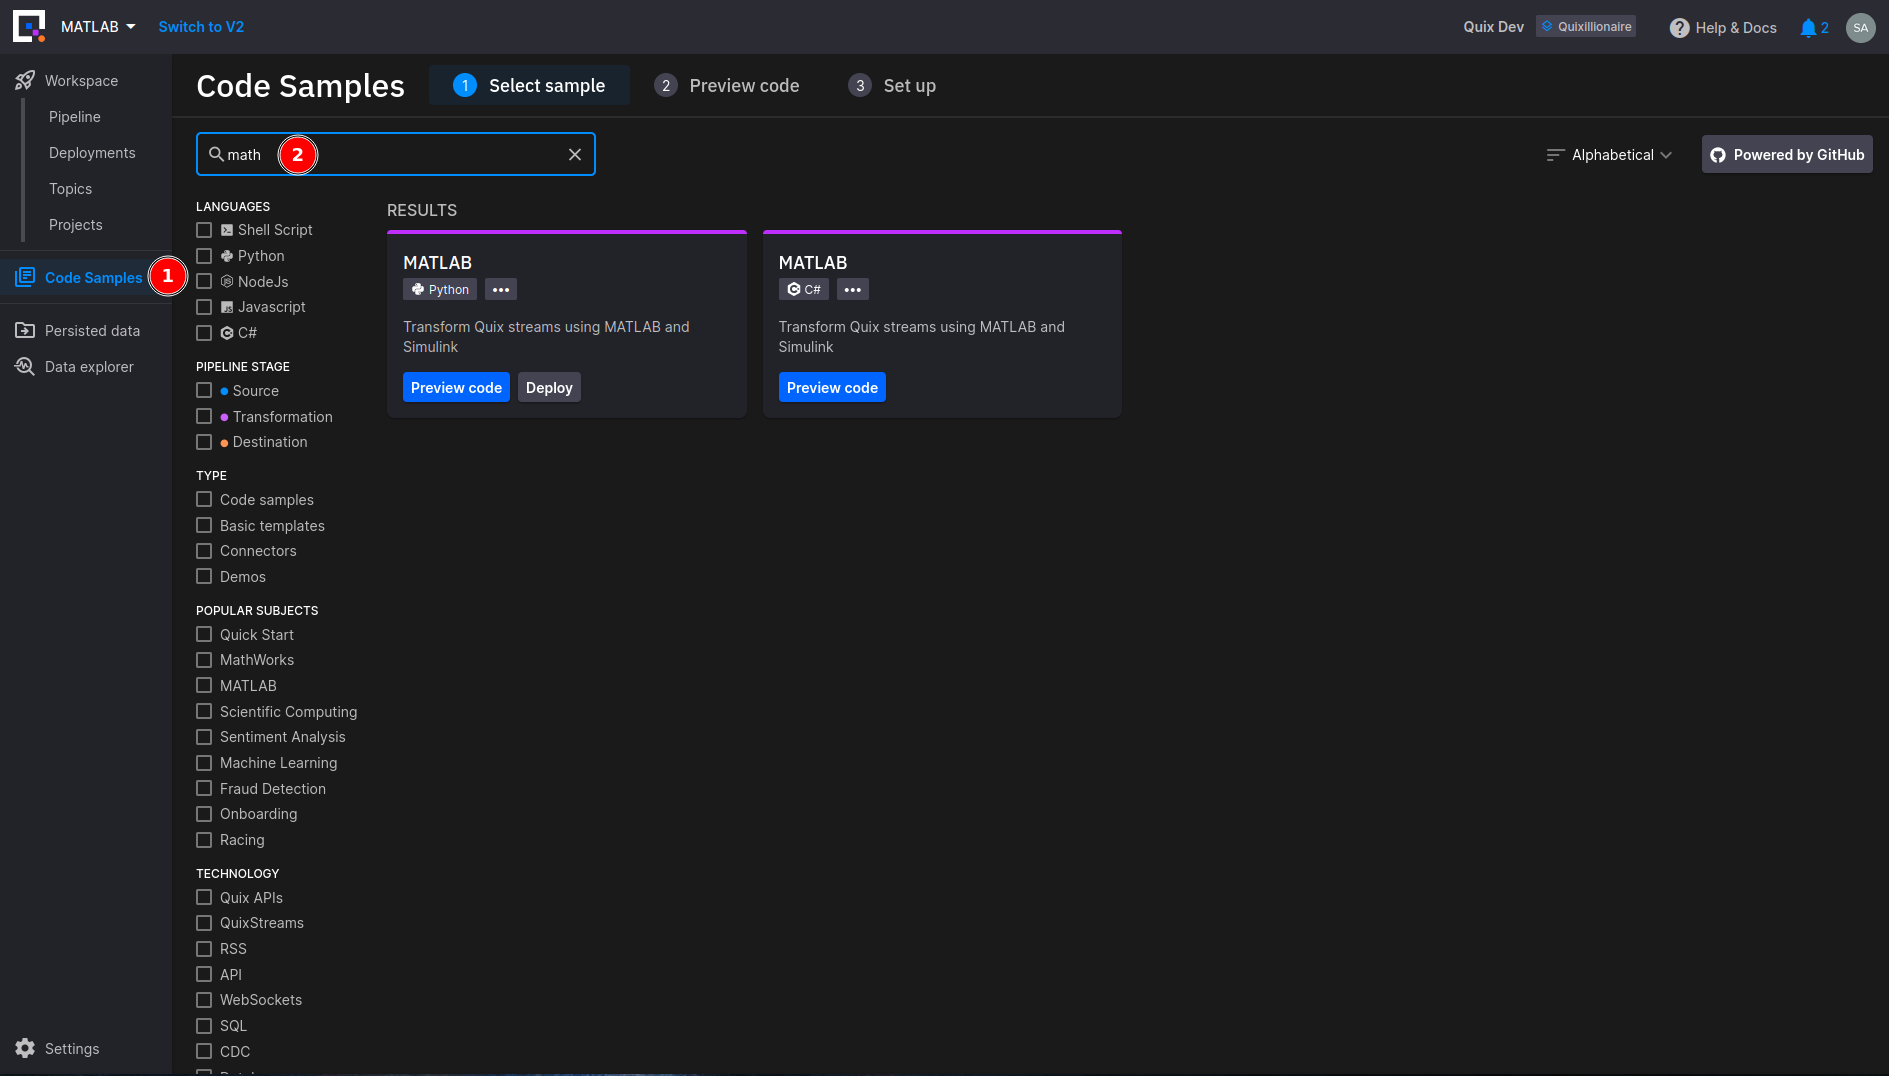 MATLAB
Switch to V2
Quix Dev
Quixillionaire
Help & Docs
2
SA
Workspace
Pipeline
Deployments
Topics
Projects
Code Samples
1
Persisted data
Data explorer
Settings
Code Samples
1 Select sample
2 Preview code
3 Set up
math
2
Alphabetical
Powered by GitHub
LANGUAGES
Shell Script
Python
NodeJs
Javascript
C#
PIPELINE STAGE
Source
Transformation
Destination
TYPE
Code samples
Basic templates
Connectors
Demos
POPULAR SUBJECTS
Quick Start
MathWorks
MATLAB
Scientific Computing
Sentiment Analysis
Machine Learning
Fraud Detection
Onboarding
Racing
TECHNOLOGY
Quix APIs
QuixStreams
RSS
API
WebSockets
SQL
CDC
RESULTS
MATLAB
Python
Transform Quix streams using MATLAB and
Simulink
Preview code
Deploy
MATLAB
C#
Transform Quix streams using MATLAB and
Simulink
Preview code